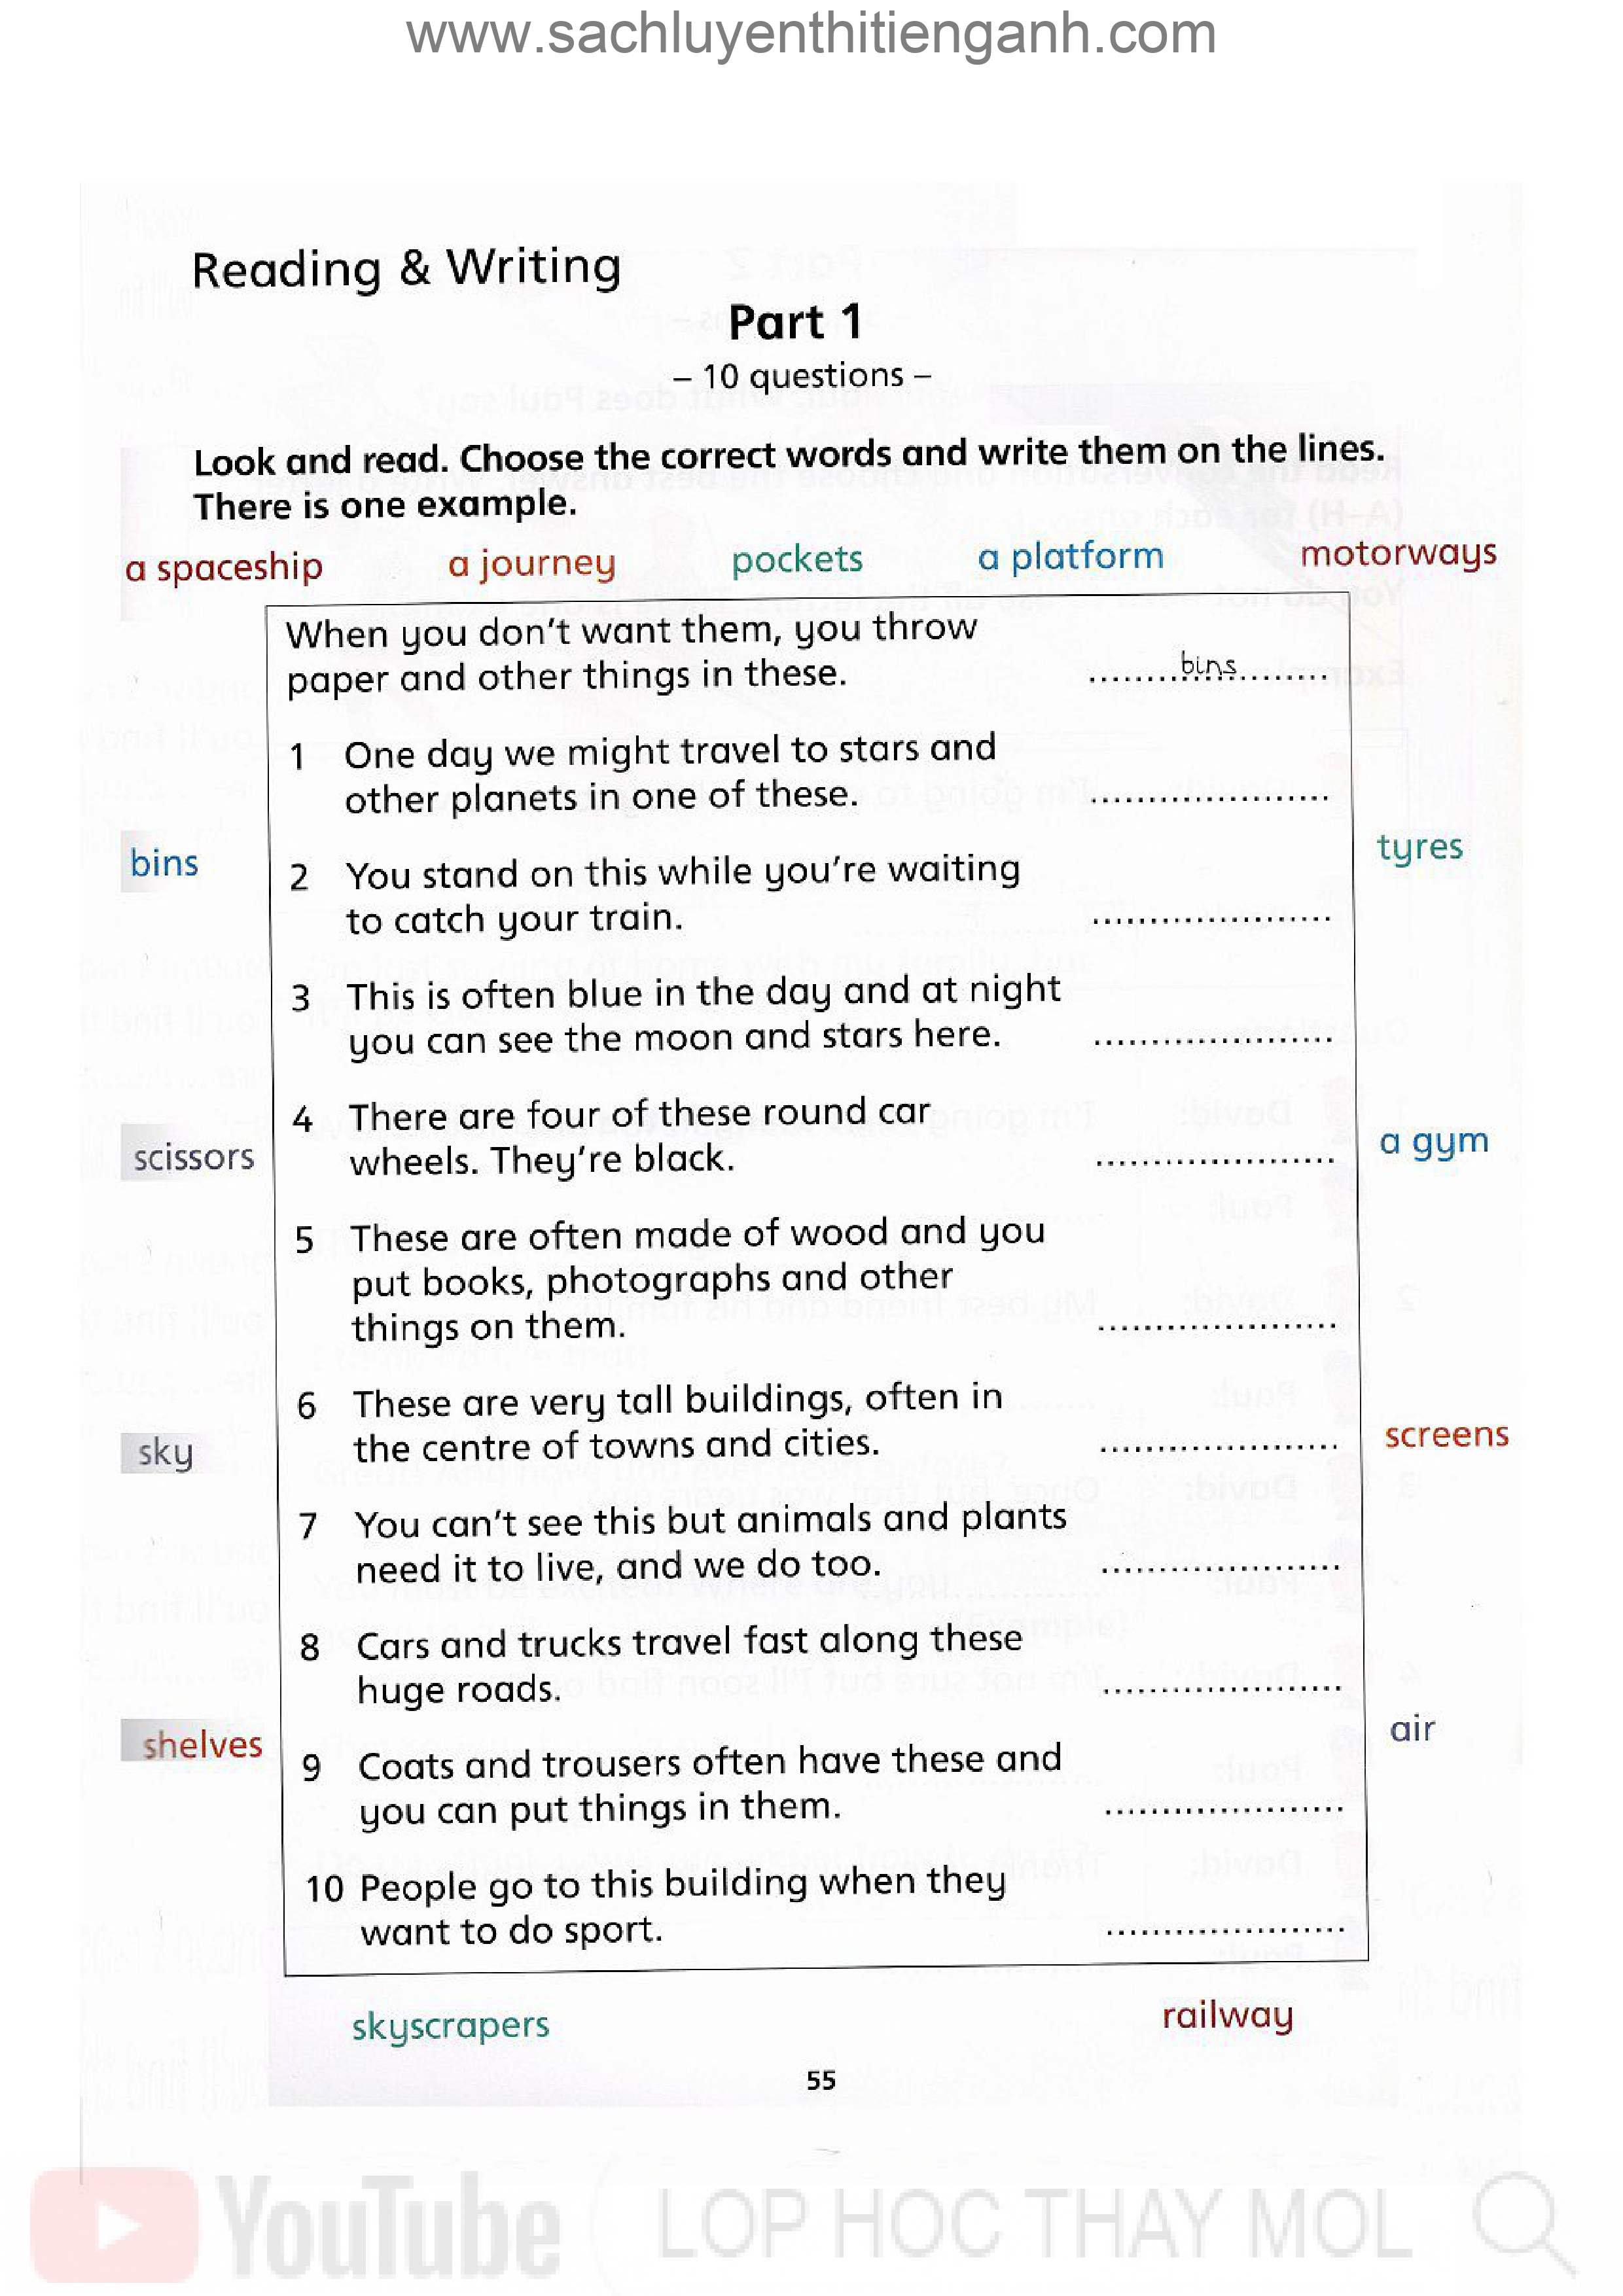 www.sachluyenthitienganh.com
Reading & Writing
Part 1
– 10 questions –
Look and read. Choose the correct words and write them on the lines.
There is one example.
a spaceship a journey pockets a platform motorways
When you don't want them, you throw
paper and other things in these. bins
1 One day we might travel to stars and
other planets in one of these. ....................
tyres
bins
2 You stand on this while you're waiting
to catch your train. ....................
3 This is often blue in the day and at night
you can see the moon and stars here. ....................
4 There are four of these round car
wheels. They're black. ....................
scissors
a gym
5 These are often made of wood and you
put books, photographs and other
things on them. ....................
6 These are very tall buildings, often in
the centre of towns and cities. ....................
sky
screens
7 You can't see this but animals and plants
need it to live, and we do too. ....................
8 Cars and trucks travel fast along these
huge roads. ....................
shelves
air
9 Coats and trousers often have these and
you can put things in them. ....................
10 People go to this building when they
want to do sport. ....................
skyscrapers railway
55
YouTube LOP HOC THAY MOL